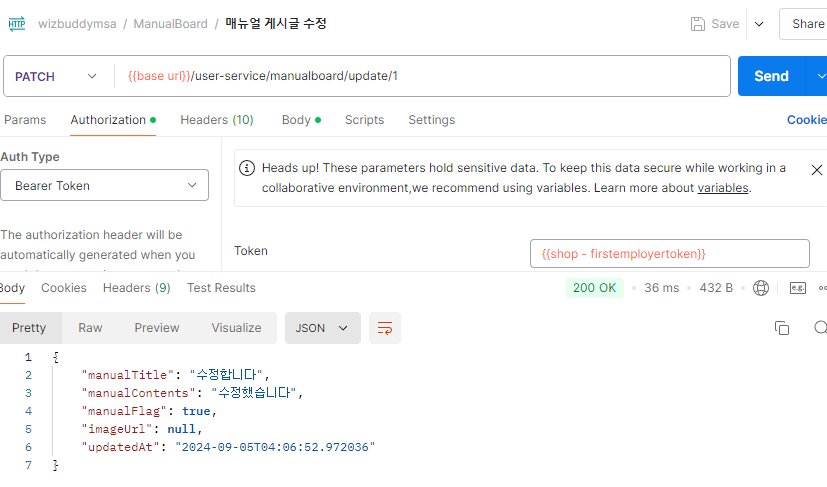 HTTP wizbuddymsa / ManualBoard / 매뉴얼 게시글 수정 Save Share
PATCH {{base url}}/user-service/manualboard/update/1 Send
Params Authorization Headers (10) Body Scripts Settings Cookie
Auth Type
Bearer Token
Heads up! These parameters hold sensitive data. To keep this data secure while working in a
collaborative environment,we recommend using variables. Learn more about variables.
The authorization header will be
automatically generated when you
Token {{shop - firstemployertoken}}
Body Cookies Headers (9) Test Results 200 OK 36 ms 432 B e.g.
Pretty Raw Preview Visualize JSON
1 {
2 "manualTitle": "수정합니다",
3 "manualContents": "수정했습니다",
4 "manualFlag": true,
5 "imageUrl": null,
6 "updatedAt": "2024-09-05T04:06:52.972036"
7 }